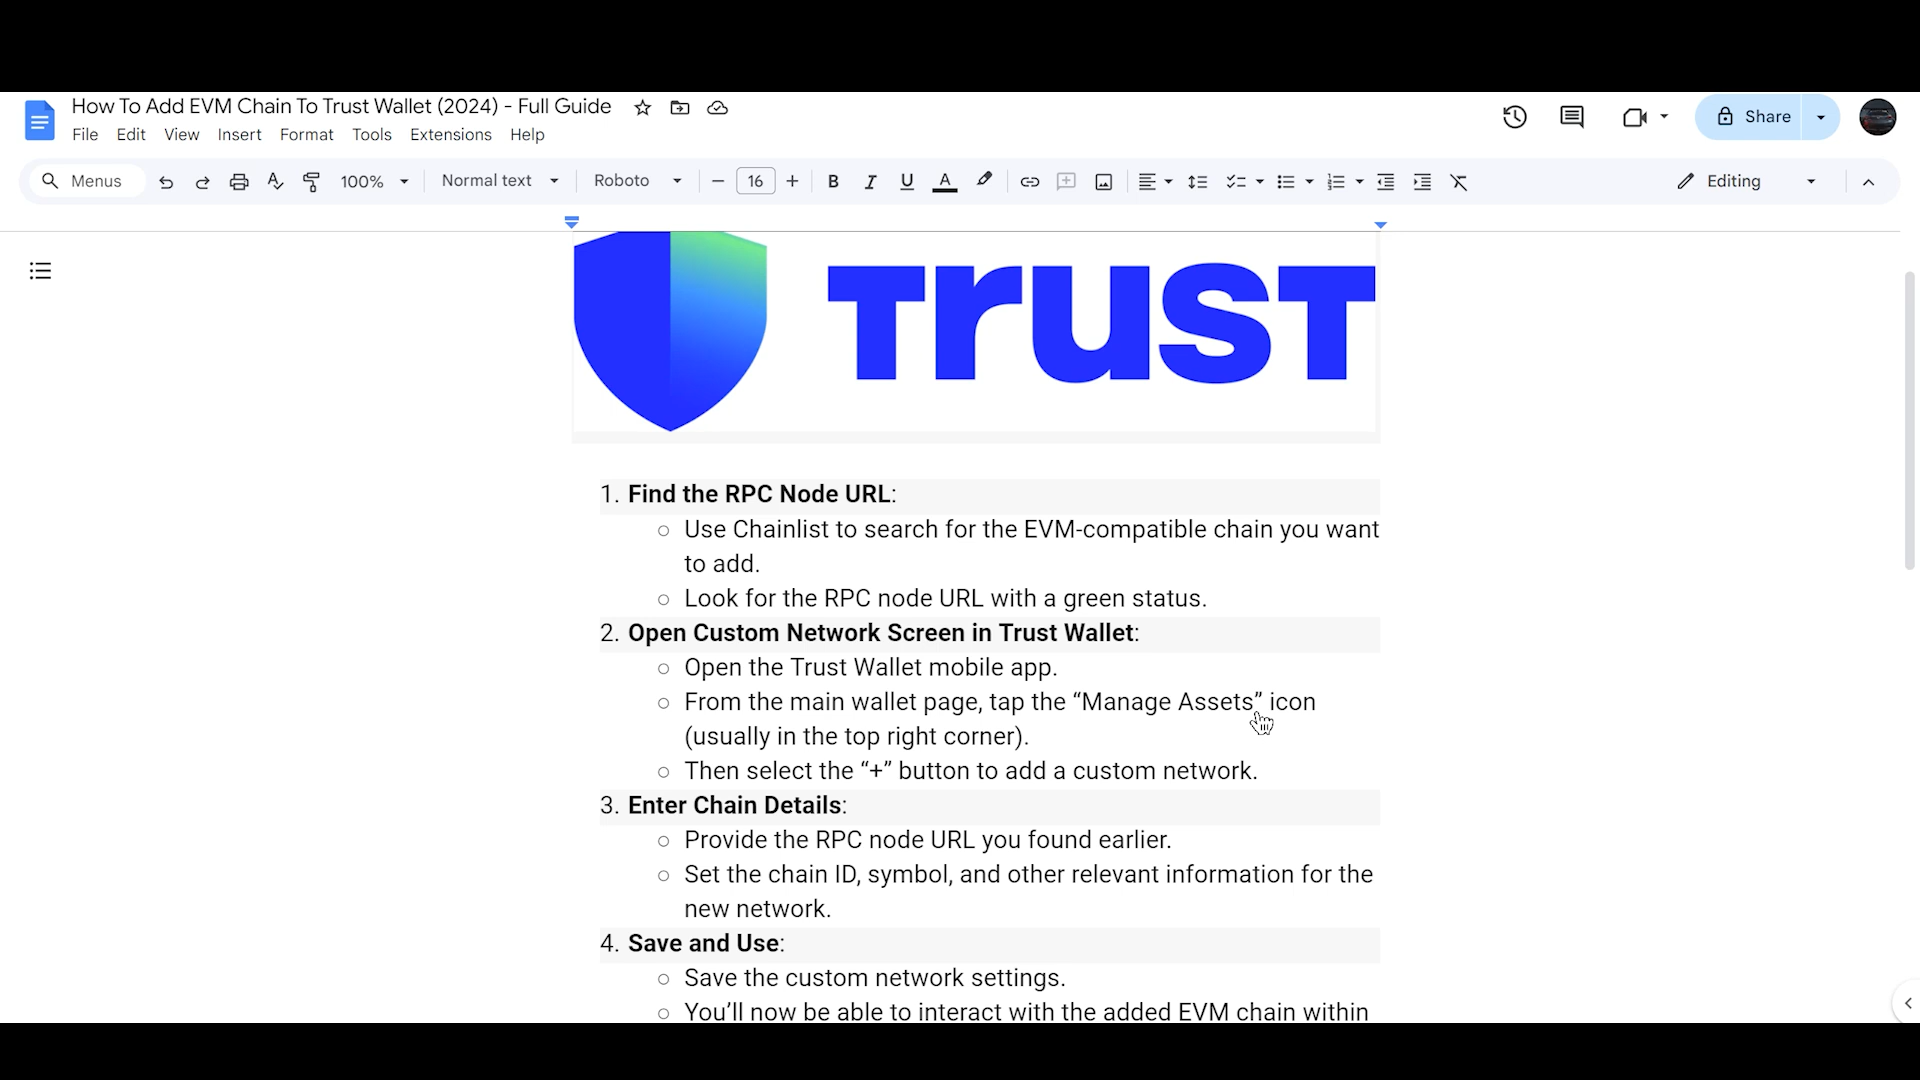 How To Add EVM Chain To Trust Wallet (2024) - Full Guide
File Edit View Insert Format Tools Extensions Help
Share
Menus 100% Normal text Roboto 16 B I U A Editing
TRUST
1. Find the RPC Node URL:
○ Use Chainlist to search for the EVM-compatible chain you want
to add.
○ Look for the RPC node URL with a green status.
2. Open Custom Network Screen in Trust Wallet:
○ Open the Trust Wallet mobile app.
○ From the main wallet page, tap the “Manage Assets” icon
(usually in the top right corner).
○ Then select the “+” button to add a custom network.
3. Enter Chain Details:
○ Provide the RPC node URL you found earlier.
○ Set the chain ID, symbol, and other relevant information for the
new network.
4. Save and Use:
○ Save the custom network settings.
○ You’ll now be able to interact with the added EVM chain within